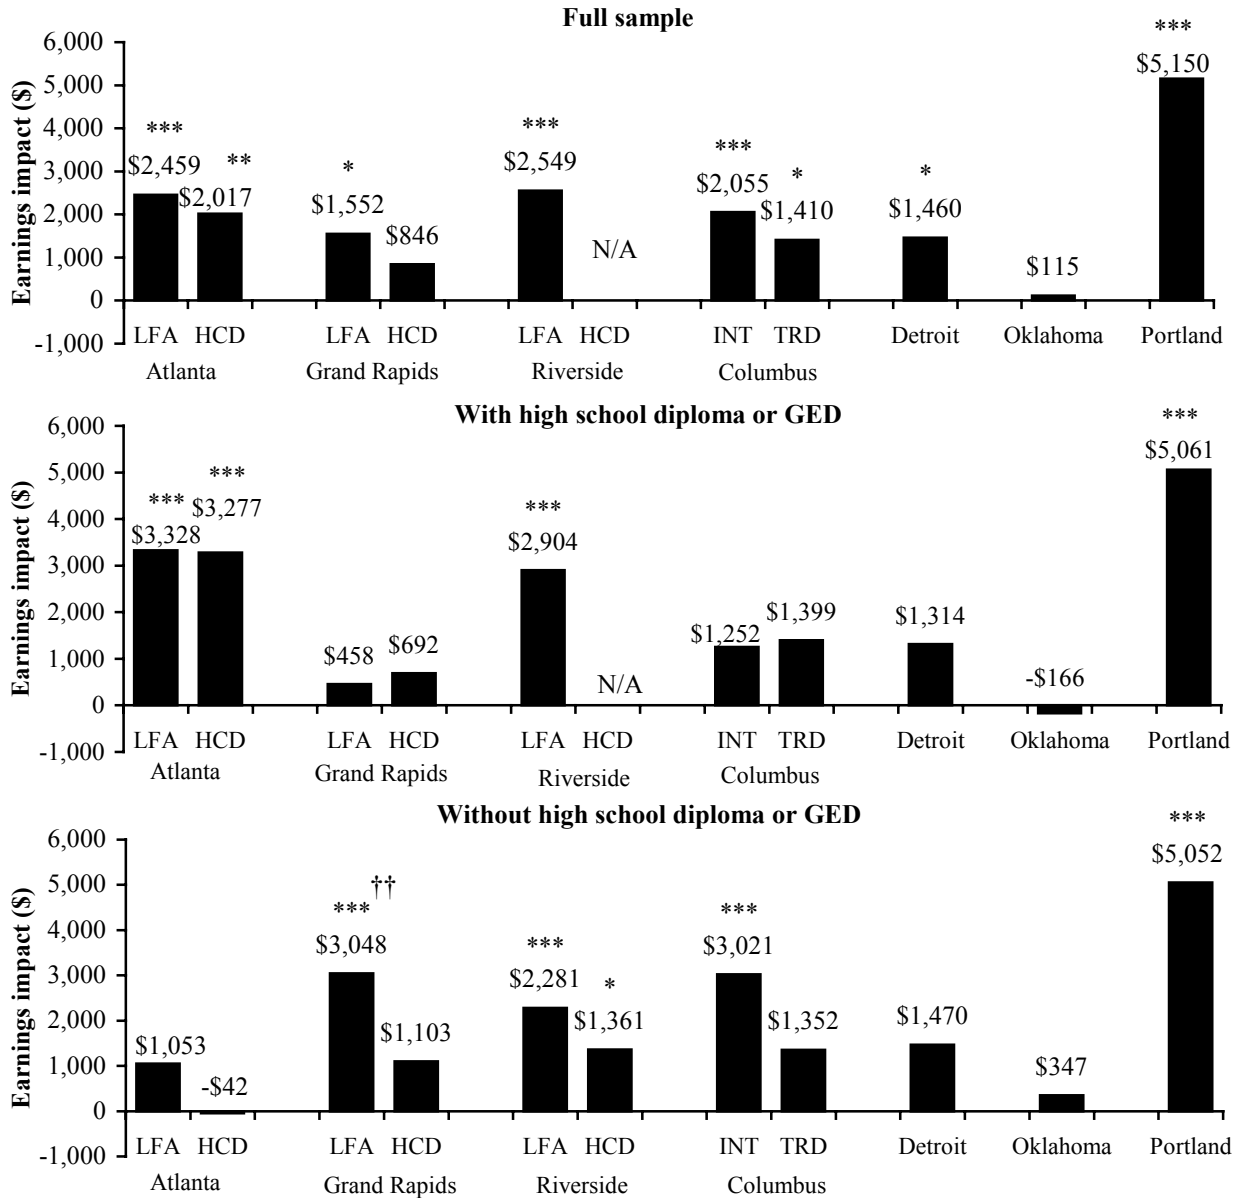 Full sample
Earnings impact ($)
6,000
5,000
4,000
3,000
2,000
1,000
0
-1,000
*** ** * *** *** * * ***
$2,459 $2,017 $1,552 $846 $2,549 N/A $2,055 $1,410 $1,460 $115 $5,150
LFA HCD LFA HCD LFA HCD INT TRD Detroit Oklahoma Portland
Atlanta Grand Rapids Riverside Columbus
With high school diploma or GED
Earnings impact ($)
6,000
5,000
4,000
3,000
2,000
1,000
0
-1,000
*** *** *** ***
$3,328 $3,277 $458 $692 $2,904 N/A $1,252 $1,399 $1,314 -$166 $5,061
LFA HCD LFA HCD LFA HCD INT TRD Detroit Oklahoma Portland
Atlanta Grand Rapids Riverside Columbus
Without high school diploma or GED
Earnings impact ($)
6,000
5,000
4,000
3,000
2,000
1,000
0
-1,000
*** †† *** * *** ***
$1,053 -$42 $3,048 $1,103 $2,281 $1,361 $3,021 $1,352 $1,470 $347 $5,052
LFA HCD LFA HCD LFA HCD INT TRD Detroit Oklahoma Portland
Atlanta Grand Rapids Riverside Columbus